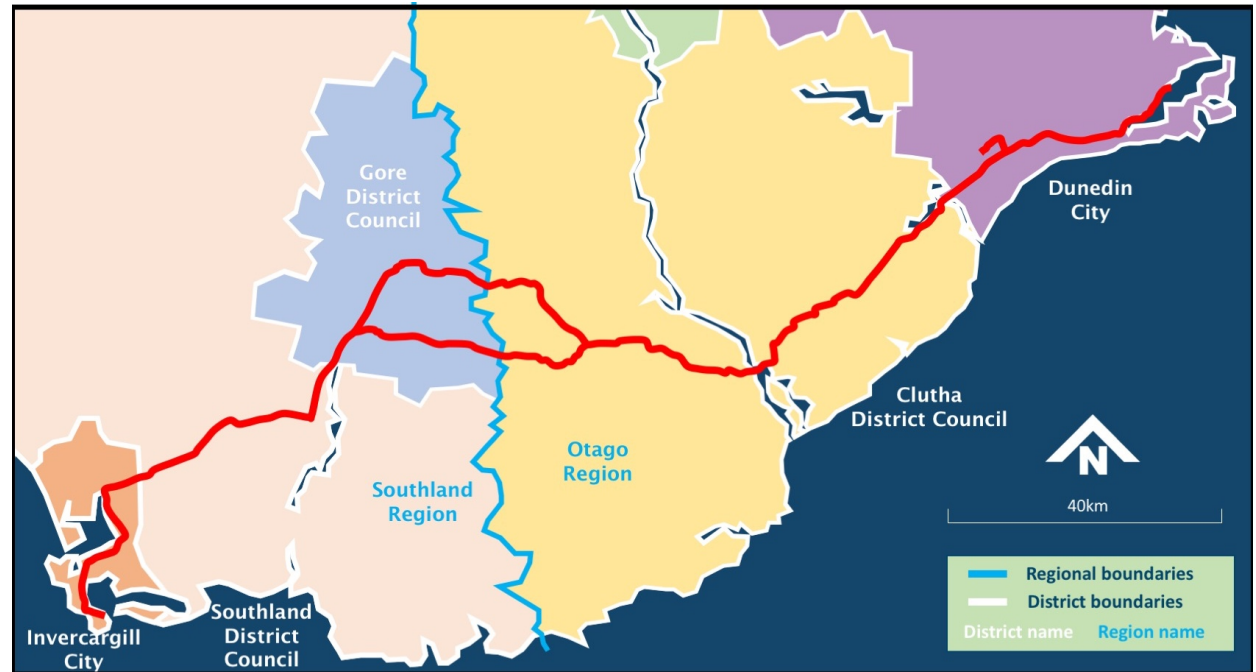 Gore
District
Council
Dunedin
City
Clutha
District Council
Otago
Region
Southland
Region
N
40km
Southland
District
Council
Invercargill
City
Regional boundaries
District boundaries
District name Region name